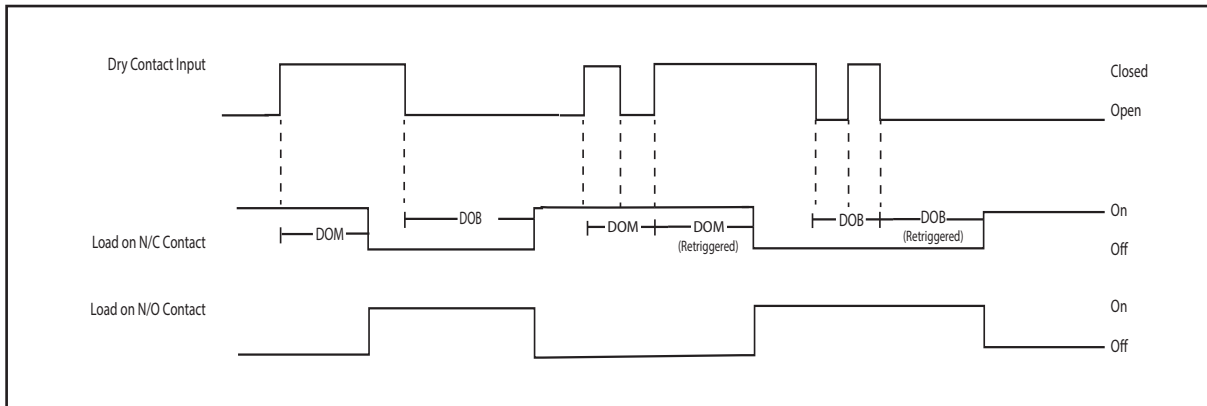 Dry Contact Input
Closed
Open
On
DOB
DOM
DOM
DOM
DOB
DOB
(Retriggered)
(Retriggered)
Load on N/C Contact
Off
Load on N/O Contact
On
Off